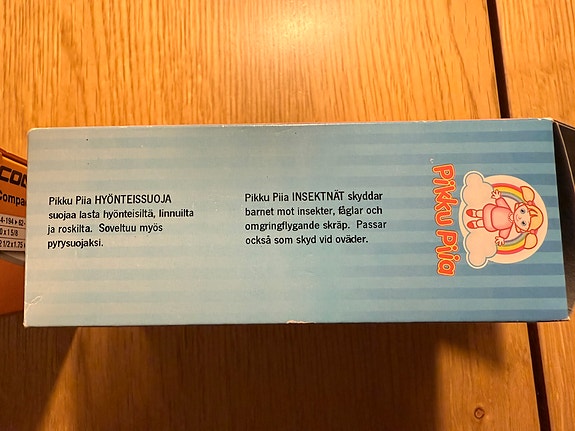 Pikku Piia HYÖNTEISSUOJA
suojaa lasta hyönteisiltä, linnuilta
ja roskilta. Soveltuu myös
pyrysuojaksi.
Pikku Piia INSEKTNÄT skyddar
barnet mot insekter, fåglar och
omgringflygande skräp. Passar
också som skyd vid oväder.
Pikku Piia